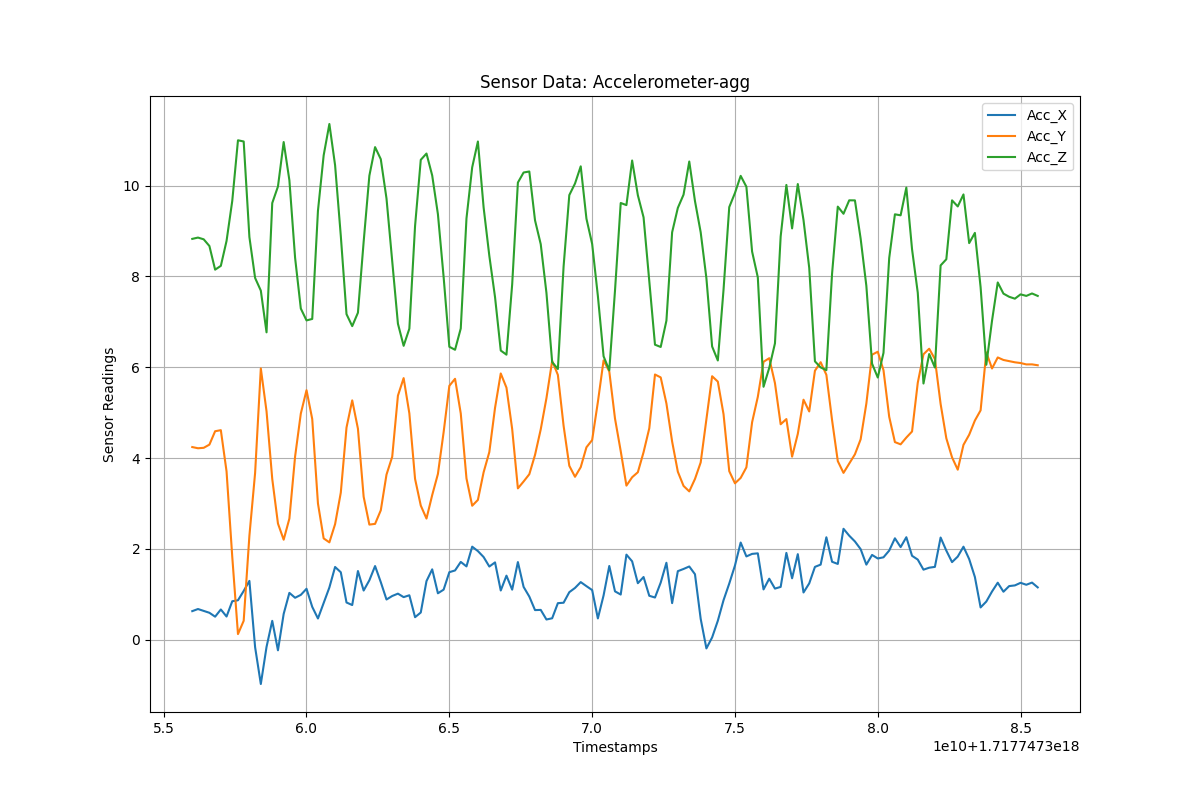 Sensor Data: Accelerometer-agg
Acc_X
Acc_Y
Acc_Z
Sensor Readings
10
8
6
4
2
0
5.5 6.0 6.5 7.0 7.5 8.0 8.5
Timestamps
1e10+1.7177473e18